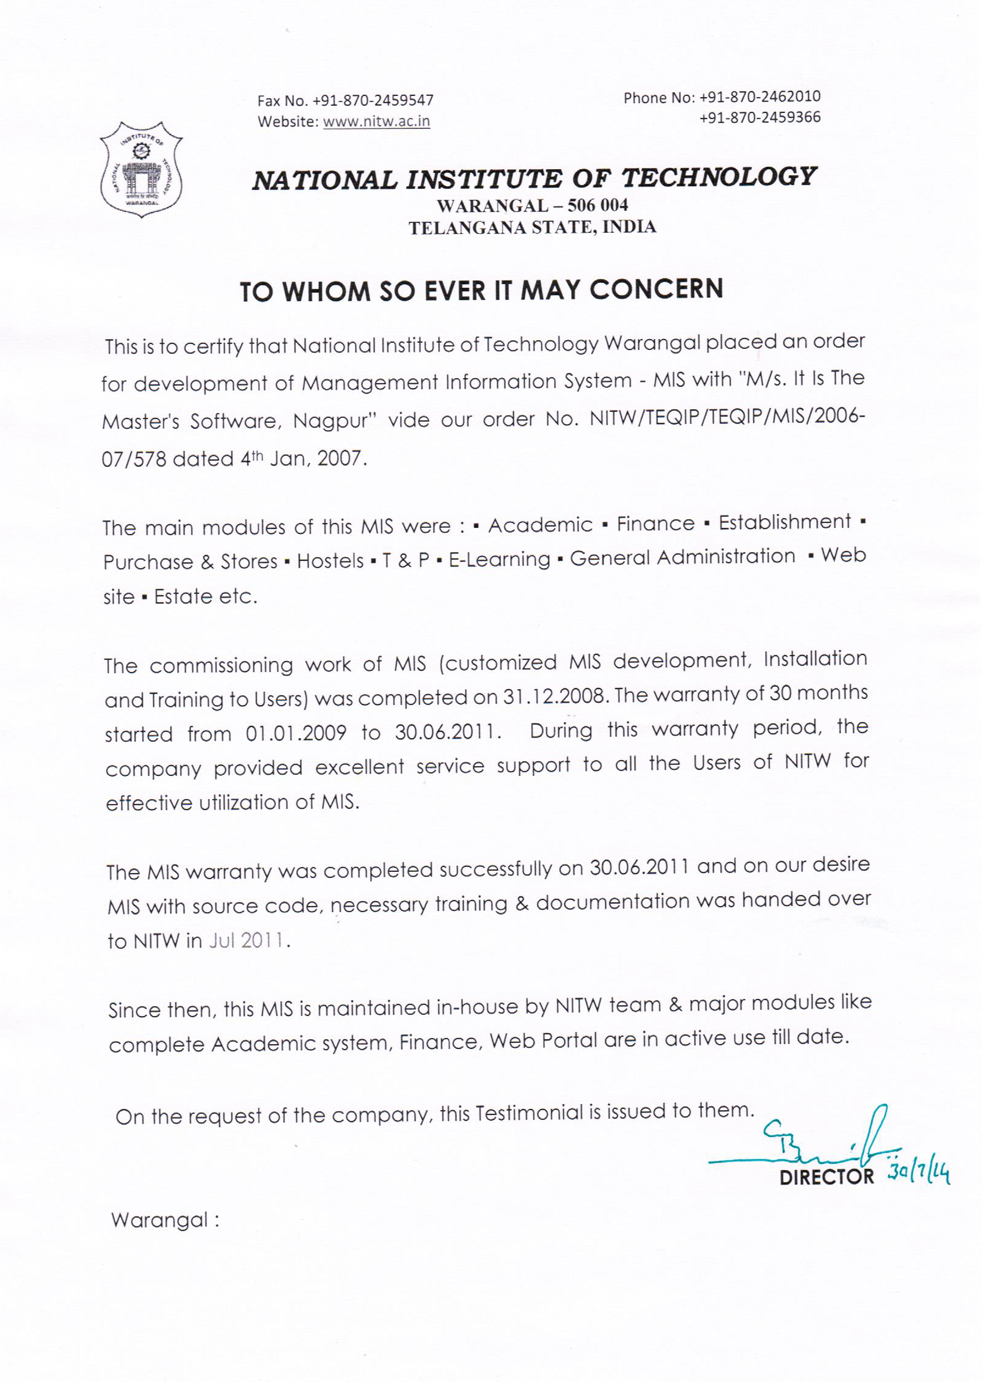 Fax No. +91-870-2459547
Website: www.nitw.ac.in
Phone No: +91-870-2462010
+91-870-2459366
NATIONAL INSTITUTE OF TECHNOLOGY
WARANGAL
NATIONAL INSTITUTE OF TECHNOLOGY
WARANGAL – 506 004
TELANGANA STATE, INDIA
TO WHOM SO EVER IT MAY CONCERN
This is to certify that National Institute of Technology Warangal placed an order
for development of Management Information System - MIS with "M/s. It Is The
Master's Software, Nagpur" vide our order No. NITW/TEQIP/TEQIP/MIS/2006-
07/578 dated 4th Jan, 2007.
The main modules of this MIS were : ▪ Academic ▪ Finance ▪ Establishment ▪
Purchase & Stores ▪ Hostels ▪ T & P ▪ E-Learning ▪ General Administration ▪ Web
site ▪ Estate etc.
The commissioning work of MIS (customized MIS development, Installation
and Training to Users) was completed on 31.12.2008. The warranty of 30 months
started from 01.01.2009 to 30.06.2011. During this warranty period, the
company provided excellent service support to all the Users of NITW for
effective utilization of MIS.
The MIS warranty was completed successfully on 30.06.2011 and on our desire
MIS with source code, necessary training & documentation was handed over
to NITW in Jul 2011.
Since then, this MIS is maintained in-house by NITW team & major modules like
complete Academic system, Finance, Web Portal are in active use till date.
On the request of the company, this Testimonial is issued to them.
DIRECTOR 30/7/14
Warangal :